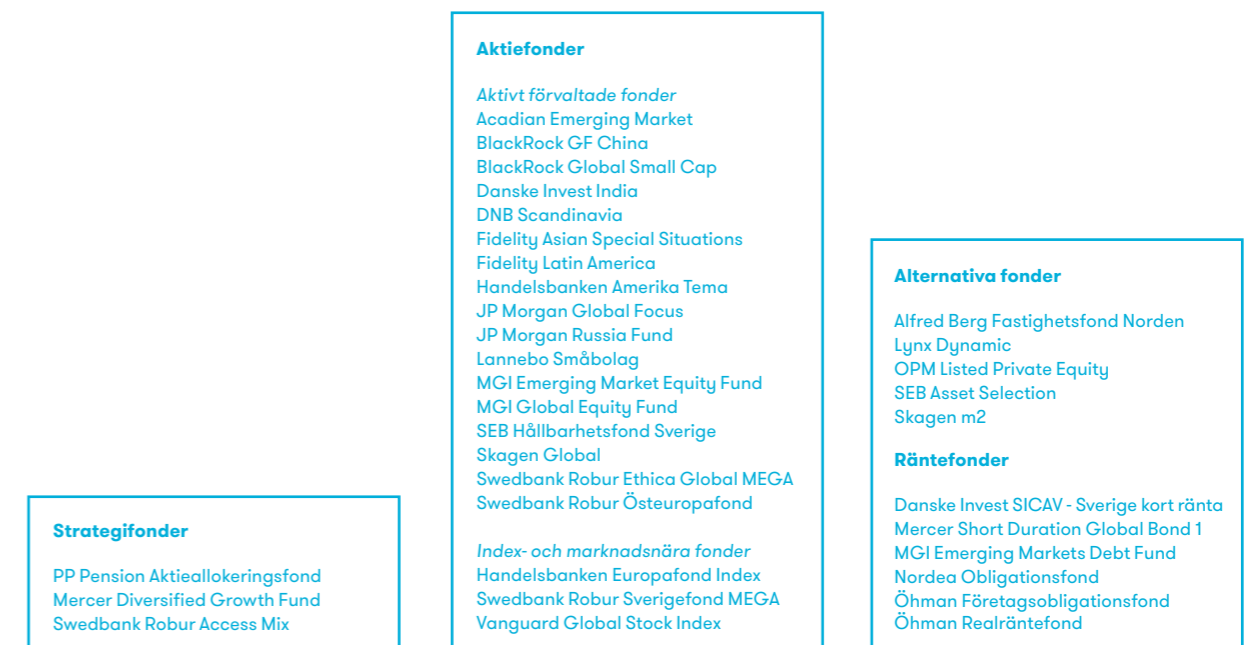 Strategifonder
PP Pension Aktieallokeringsfond
Mercer Diversified Growth Fund
Swedbank Robur Access Mix
Aktiefonder
Aktivt förvaltade fonder
Acadian Emerging Market
BlackRock GF China
BlackRock Global Small Cap
Danske Invest India
DNB Scandinavia
Fidelity Asian Special Situations
Fidelity Latin America
Handelsbanken Amerika Tema
JP Morgan Global Focus
JP Morgan Russia Fund
Lannebo Småbolag
MGI Emerging Market Equity Fund
MGI Global Equity Fund
SEB Hållbarhetsfond Sverige
Skagen Global
Swedbank Robur Ethica Global MEGA
Swedbank Robur Östeuropafond
Index- och marknadsnära fonder
Handelsbanken Europafond Index
Swedbank Robur Sverigefond MEGA
Vanguard Global Stock Index
Alternativa fonder
Alfred Berg Fastighetsfond Norden
Lynx Dynamic
OPM Listed Private Equity
SEB Asset Selection
Skagen m2
Räntefonder
Danske Invest SICAV - Sverige kort ränta
Mercer Short Duration Global Bond 1
MGI Emerging Markets Debt Fund
Nordea Obligationsfond
Öhman Företagsobligationsfond
Öhman Realräntefond